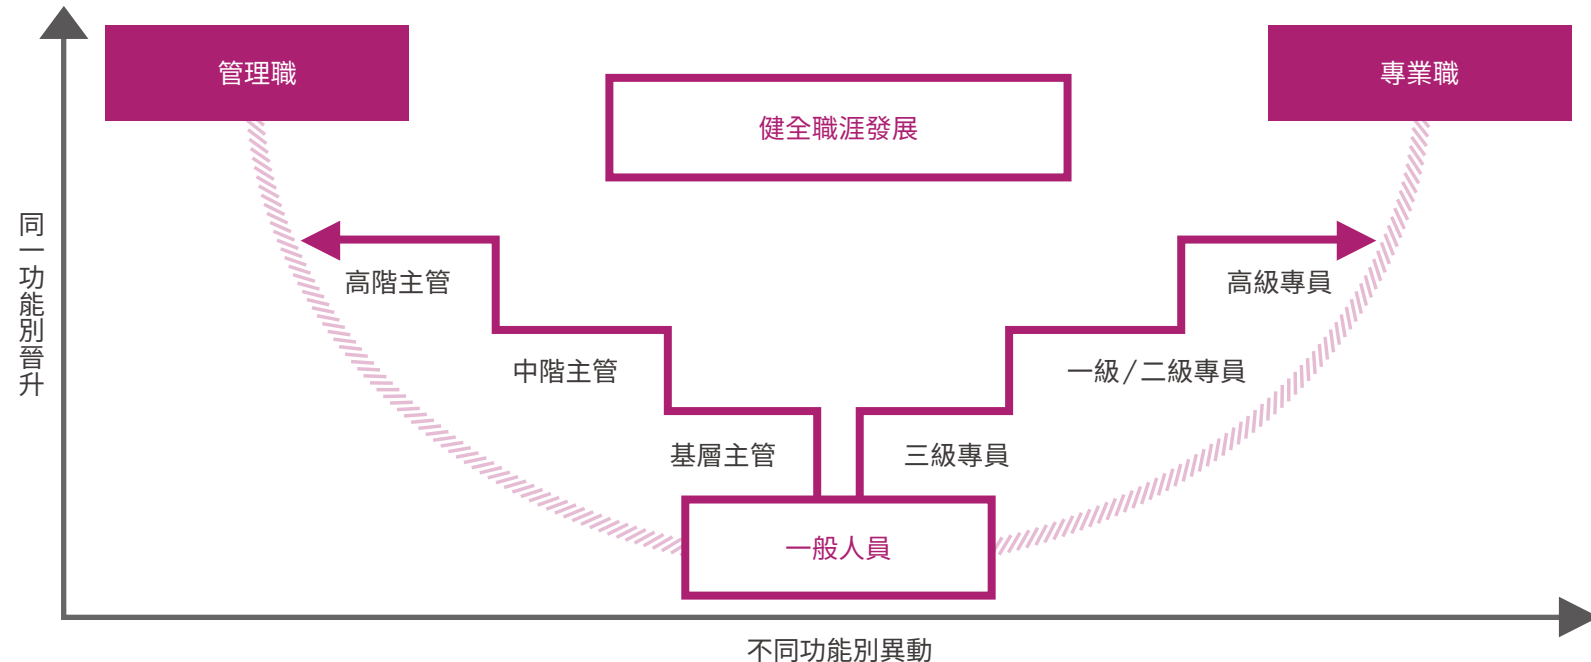 管理職
專業職
健全職涯發展
同一功能別晉升
高階主管
高級專員
中階主管
一級/二級專員
基層主管
三級專員
一般人員
不同功能別異動